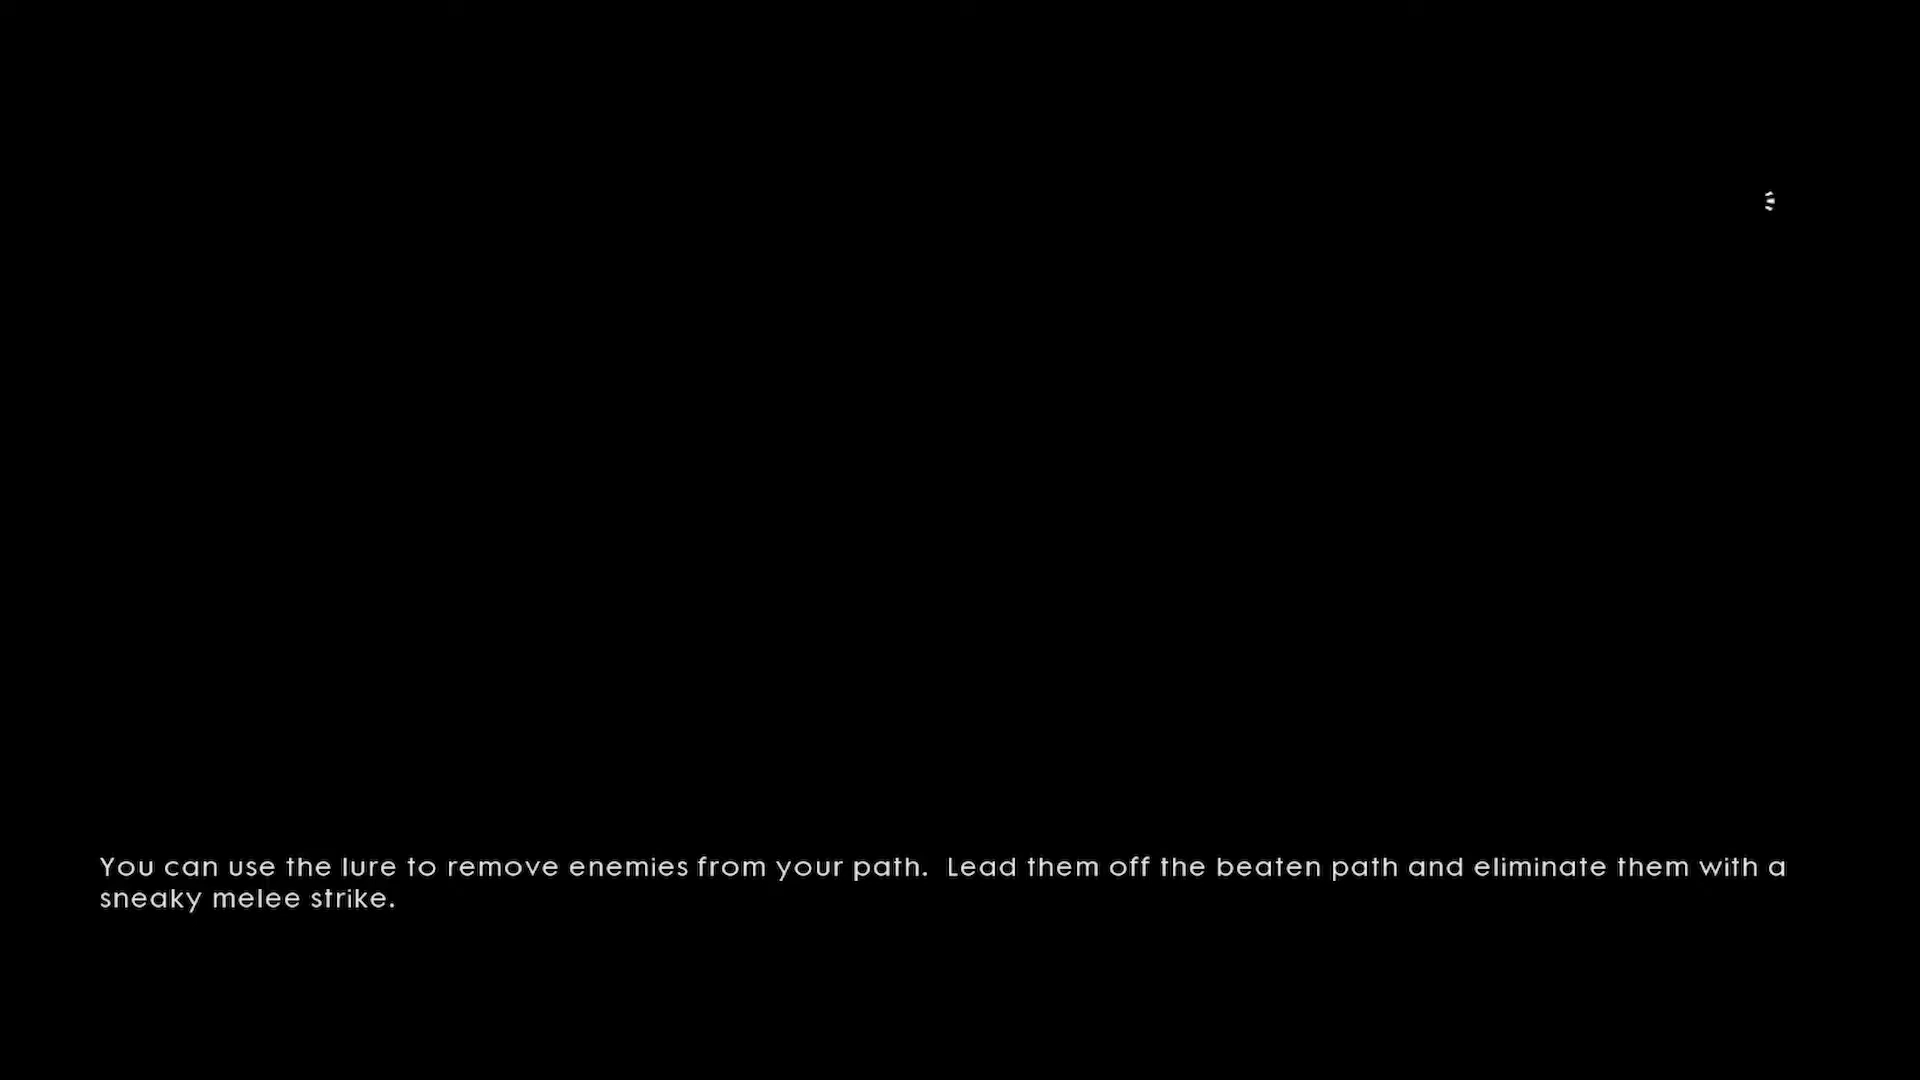 You can use the lure to remove enemies from your path.  Lead them off the beaten path and eliminate them with a
sneaky melee strike.